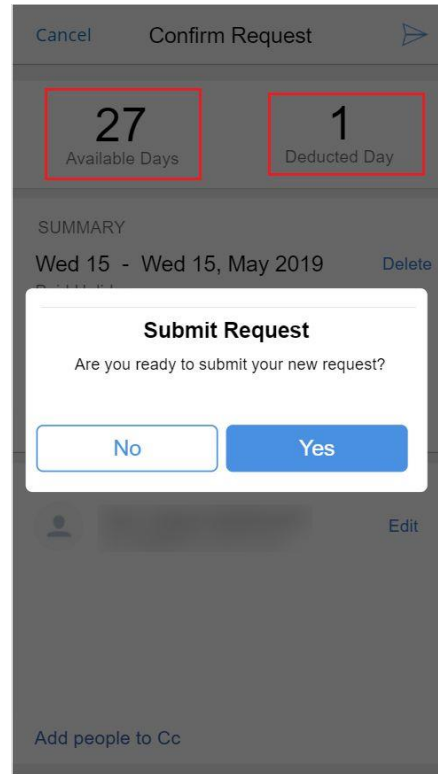 Cancel Confirm Request
27 1
Available Days Deducted Day
SUMMARY
Wed 15 - Wed 15, May 2019 Delete
Submit Request
Are you ready to submit your new request?
No Yes
Edit
Add people to Cc